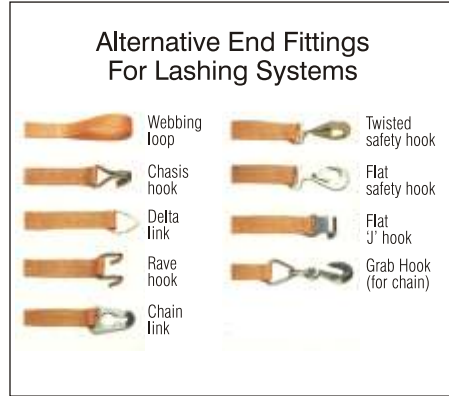 Alternative End Fittings
For Lashing Systems
Webbing
loop
Chasis
hook
Delta
link
Rave
hook
Chain
link
Twisted
safety hook
Flat
safety hook
Flat
'J' hook
Grab Hook
(for chain)